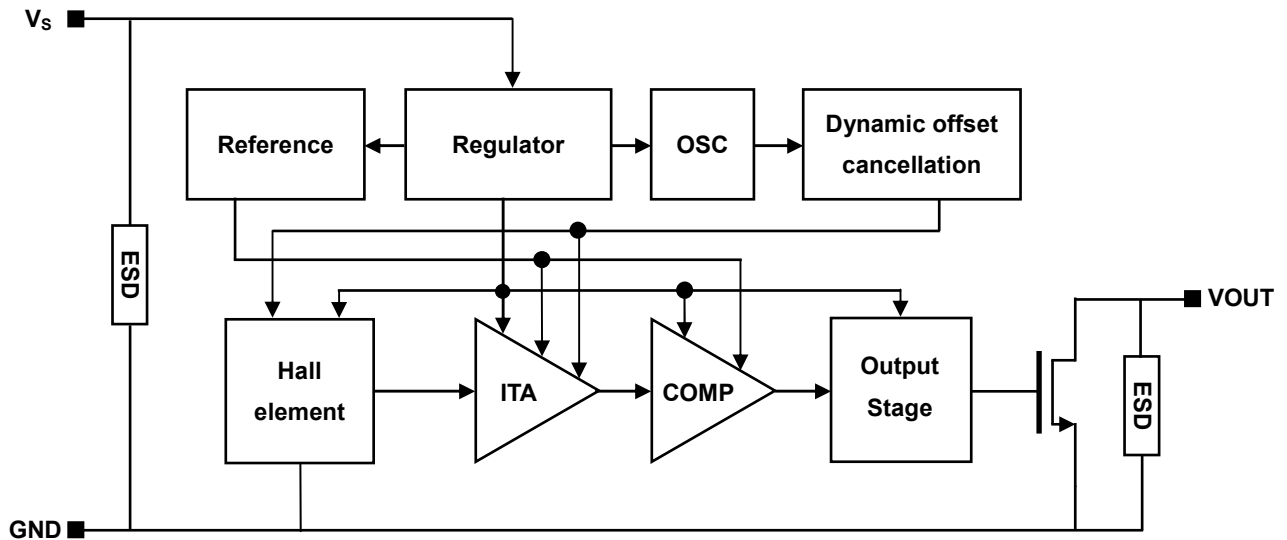 Vs
Reference
Regulator
OSC
Dynamic offset
cancellation
ESD
VOUT
Hall
element
ITA
COMP
Output
Stage
ESD
GND